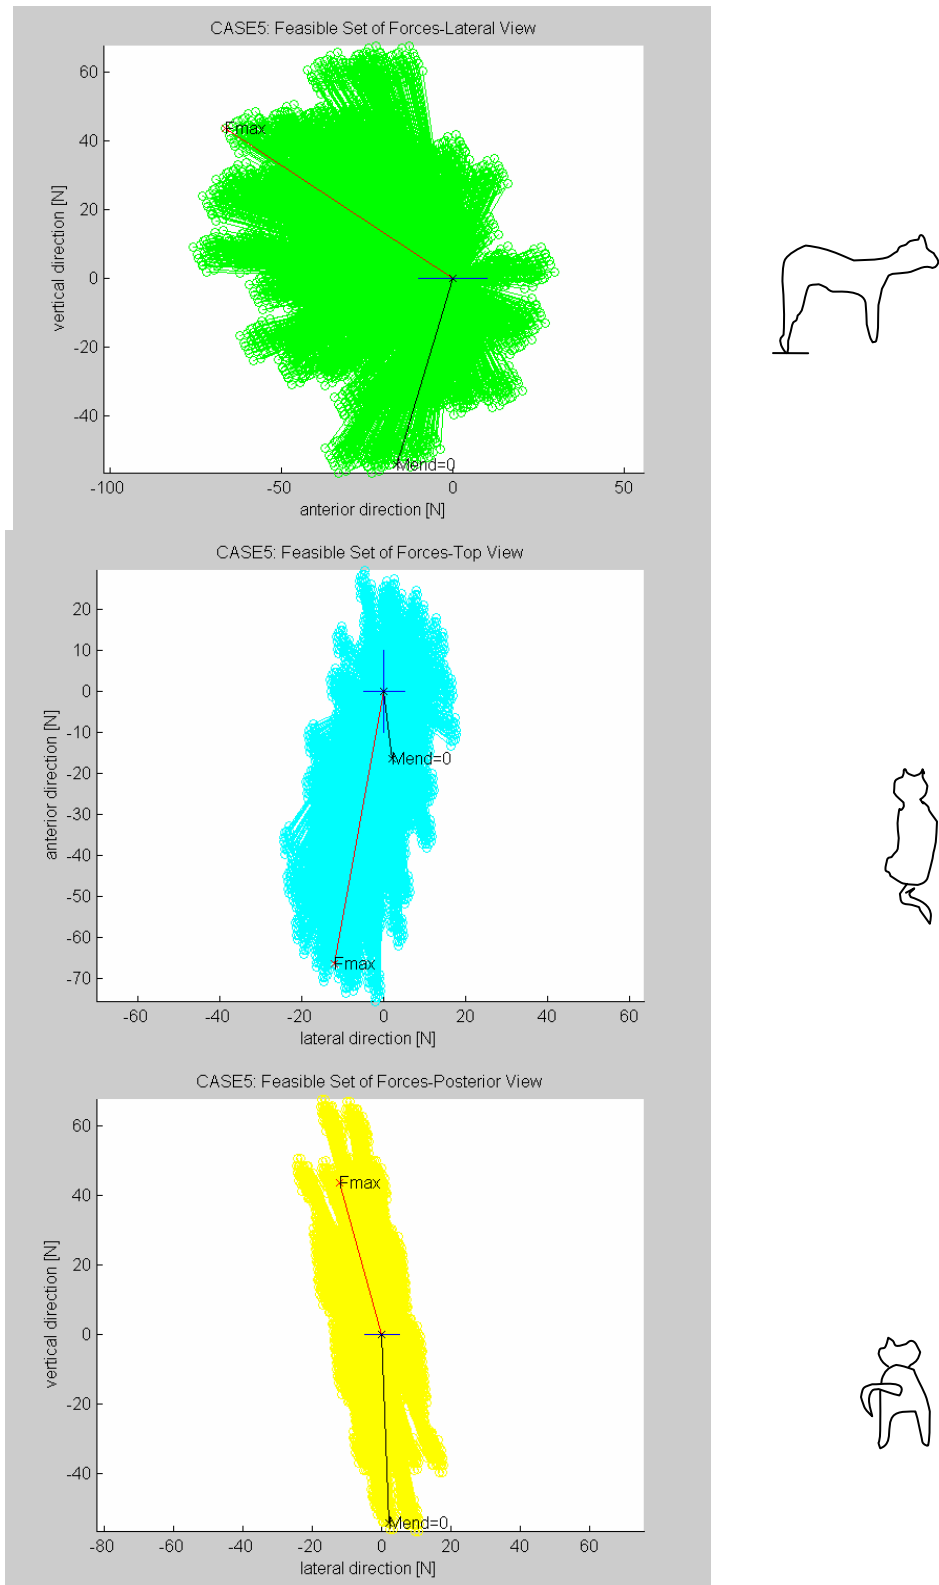 CASE5: Feasible Set of Forces-Lateral View
60
40
20
0
-20
-40
vertical direction [N]
Fmax
Mend=0
-100
-50
0
50
anterior direction [N]
CASE5: Feasible Set of Forces-Top View
20
10
0
-10
-20
-30
-40
-50
-60
-70
anterior direction [N]
Mend=0
Fmax
-60
-40
-20
0
20
40
60
lateral direction [N]
CASE5: Feasible Set of Forces-Posterior View
60
40
20
0
-20
-40
vertical direction [N]
Fmax
Mend=0
-80
-60
-40
-20
0
20
40
60
lateral direction [N]